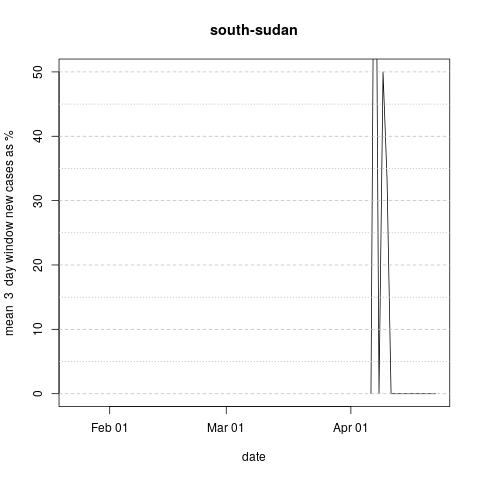 south-sudan
mean 3 day window new cases as %
50
40
30
20
10
0
Feb 01
Mar 01
Apr 01
date